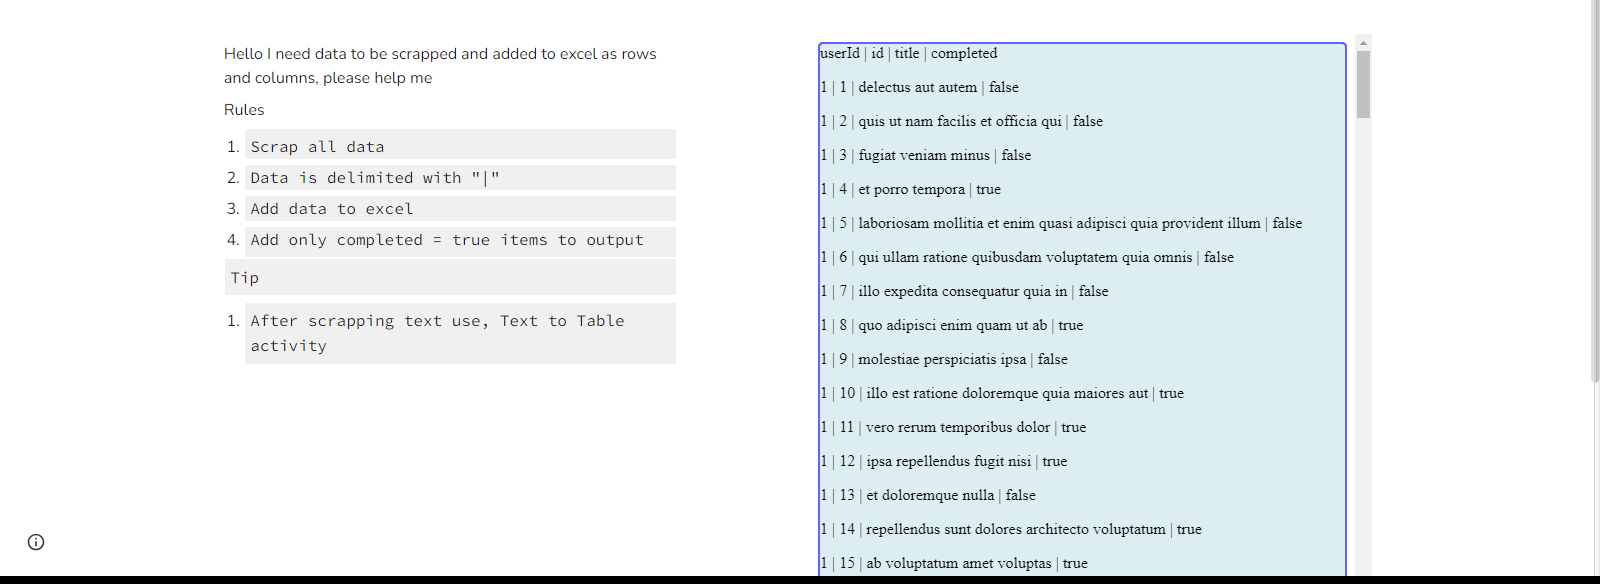 Hello I need data to be scrapped and added to excel as rows
and columns, please help me
Rules
1. Scrap all data
2. Data is delimited with "|"
3. Add data to excel
4. Add only completed = true items to output
Tip
1. After scrapping text use, Text to Table
activity
userId | id | title | completed
1 | 1 | delectus aut autem | false
1 | 2 | quis ut nam facilis et officia qui | false
1 | 3 | fugiat veniam minus | false
1 | 4 | et porro tempora | true
1 | 5 | laboriosam mollitia et enim quasi adipisci quia provident illum | false
1 | 6 | qui ullam ratione quibusdam voluptatem quia omnis | false
1 | 7 | illo expedita consequatur quia in | false
1 | 8 | quo adipisci enim quam ut ab | true
1 | 9 | molestiae perspiciatis ipsa | false
1 | 10 | illo est ratione doloremque quia maiores aut | true
1 | 11 | vero rerum temporibus dolor | true
1 | 12 | ipsa repellendus fugit nisi | true
1 | 13 | et doloremque nulla | false
1 | 14 | repellendus sunt dolores architecto voluptatum | true
1 | 15 | ab voluptatum amet voluptas | true